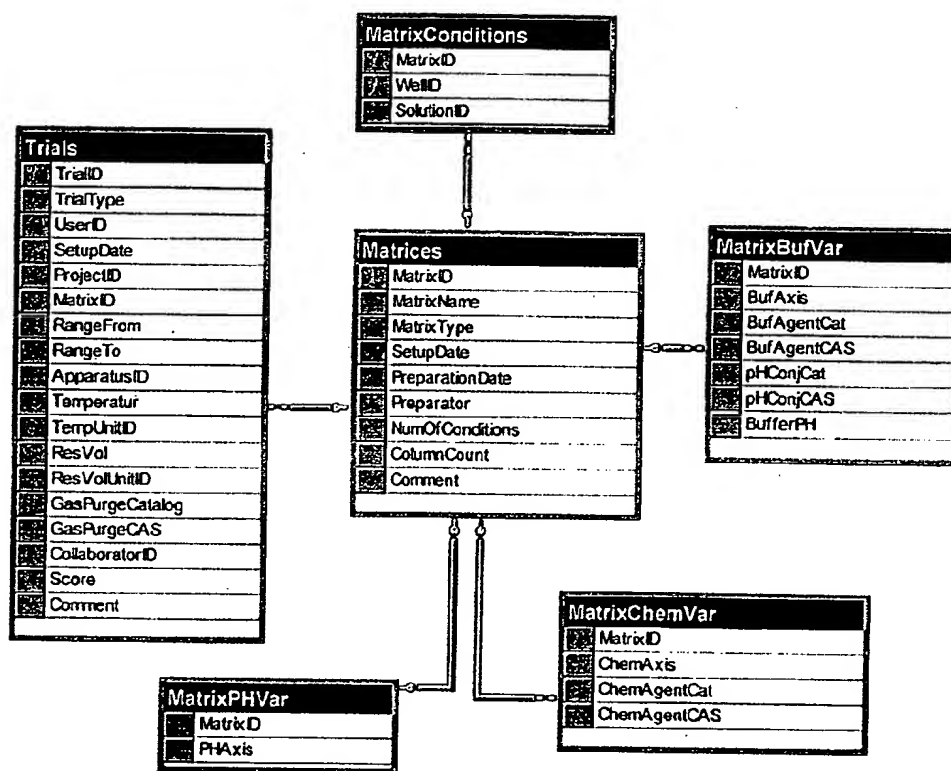 MatrixConditions
MatrixID
WellID
SolutionID
Trials
TrialID
TrialType
UserID
SetupDate
ProjectID
MatrixID
RangeFrom
RangeTo
ApparatusID
Temperatur
TempUnitID
ResVol
ResVolUnitID
GasPurgeCatalog
GasPurgeCAS
CollaboratorID
Score
Comment
Matrices
MatrixID
MatrixName
MatrixType
SetupDate
PreparationDate
Preparator
NumOfConditions
ColumnCount
Comment
MatrixBufVar
MatrixID
BufAxis
BufAgentCat
BufAgentCAS
pHConjCat
pHConjCAS
BufferPH
MatrixChemVar
MatrixID
ChemAxis
ChemAgentCat
ChemAgentCAS
MatrixPHVar
MatrixID
PHAxis